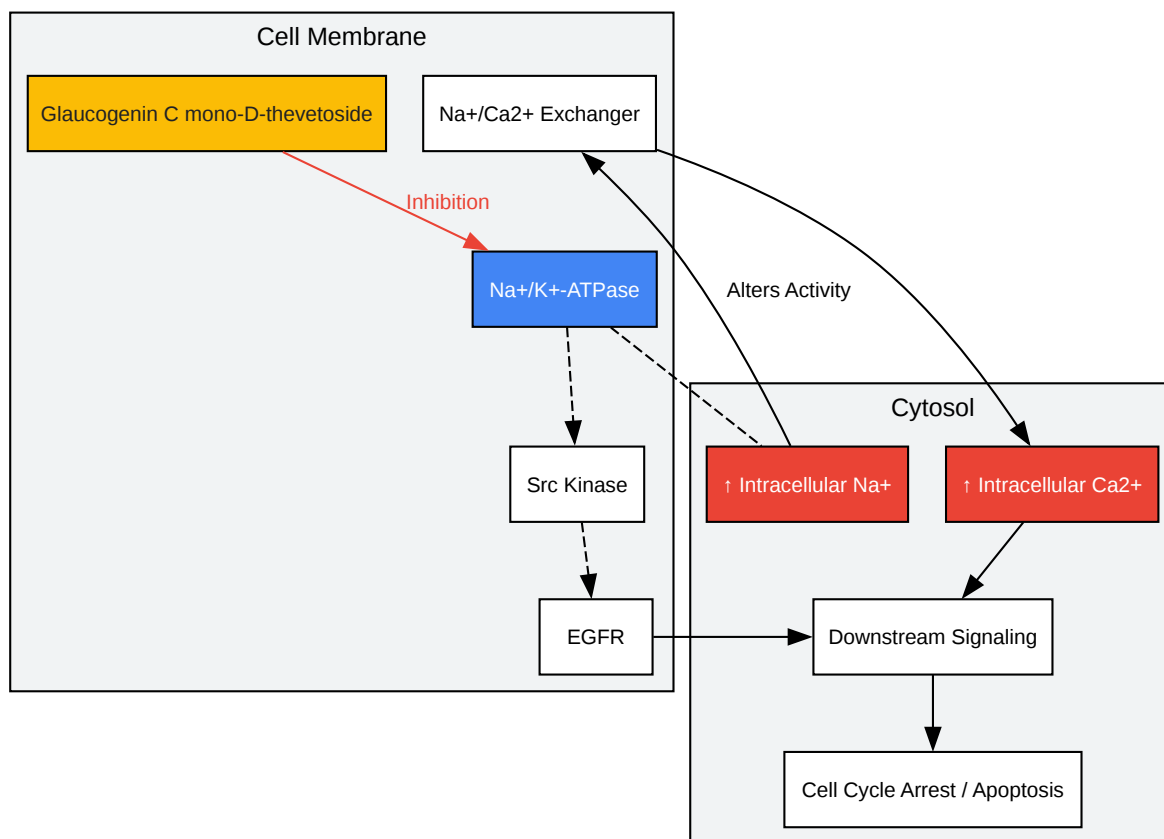 Cell Membrane
Glaucogenin C mono-D-thevetoside
Na+/Ca2+ Exchanger
Inhibition
Na+/K+-ATPase
Alters Activity
Cytosol
Src Kinase
↑ Intracellular Na+
↑ Intracellular Ca2+
EGFR
Downstream Signaling
Cell Cycle Arrest / Apoptosis